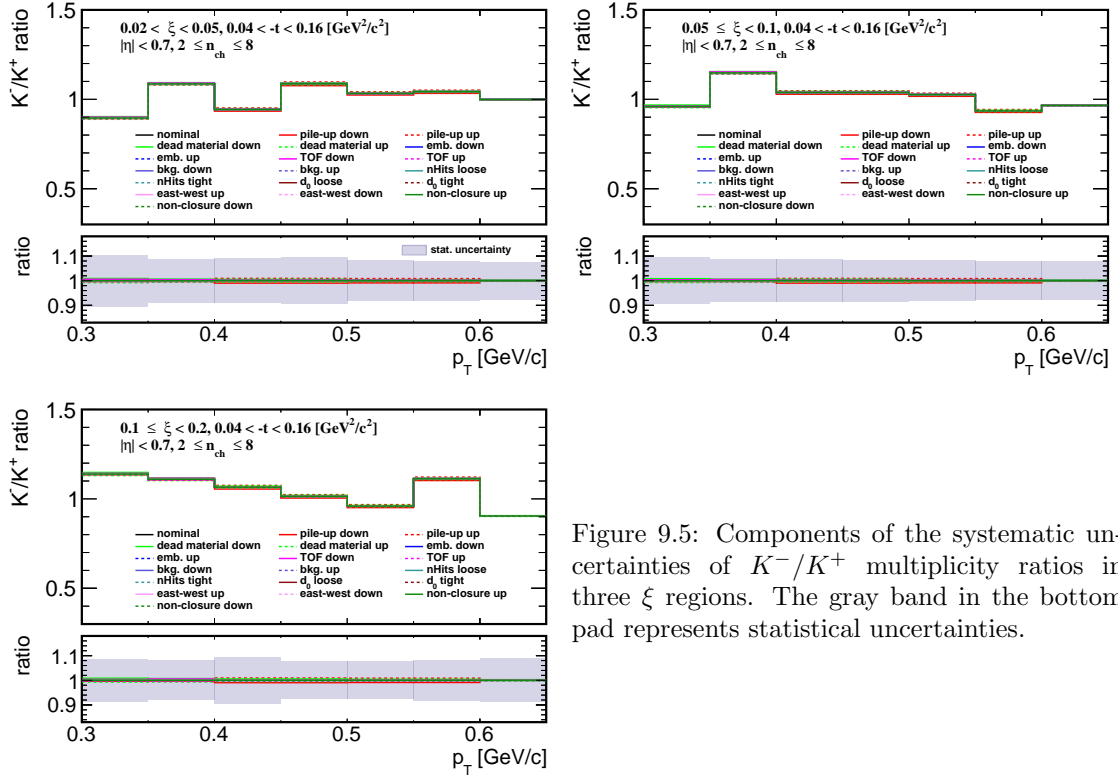 K⁻/K⁺ ratio
1.5
1
0.5
0.02 < ξ < 0.05, 0.04 < -t < 0.16 [GeV²/c²]
|η| < 0.7, 2 ≤ n_ch ≤ 8
nominal pile-up down pile-up up
dead material down dead material up emb. down
emb. up TOF down TOF up
bkg. down bkg. up nHits loose
nHits tight d₀ loose d₀ tight
east-west up east-west down non-closure up
non-closure down
ratio
1.1
1
0.9
stat. uncertainty
0.3 0.4 0.5 0.6
p_T [GeV/c]
K⁻/K⁺ ratio
1.5
1
0.5
0.05 ≤ ξ < 0.1, 0.04 < -t < 0.16 [GeV²/c²]
|η| < 0.7, 2 ≤ n_ch ≤ 8
nominal pile-up down pile-up up
dead material down dead material up emb. down
emb. up TOF down TOF up
bkg. down bkg. up nHits loose
nHits tight d₀ loose d₀ tight
east-west up east-west down non-closure up
non-closure down
ratio
1.1
1
0.9
0.3 0.4 0.5 0.6
p_T [GeV/c]
K⁻/K⁺ ratio
1.5
1
0.5
0.1 ≤ ξ < 0.2, 0.04 < -t < 0.16 [GeV²/c²]
|η| < 0.7, 2 ≤ n_ch ≤ 8
nominal pile-up down pile-up up
dead material down dead material up emb. down
emb. up TOF down TOF up
bkg. down bkg. up nHits loose
nHits tight d₀ loose d₀ tight
east-west up east-west down non-closure up
non-closure down
ratio
1.1
1
0.9
0.3 0.4 0.5 0.6
p_T [GeV/c]
Figure 9.5: Components of the systematic un-
certainties of K⁻/K⁺ multiplicity ratios in
three ξ regions. The gray band in the bottom
pad represents statistical uncertainties.